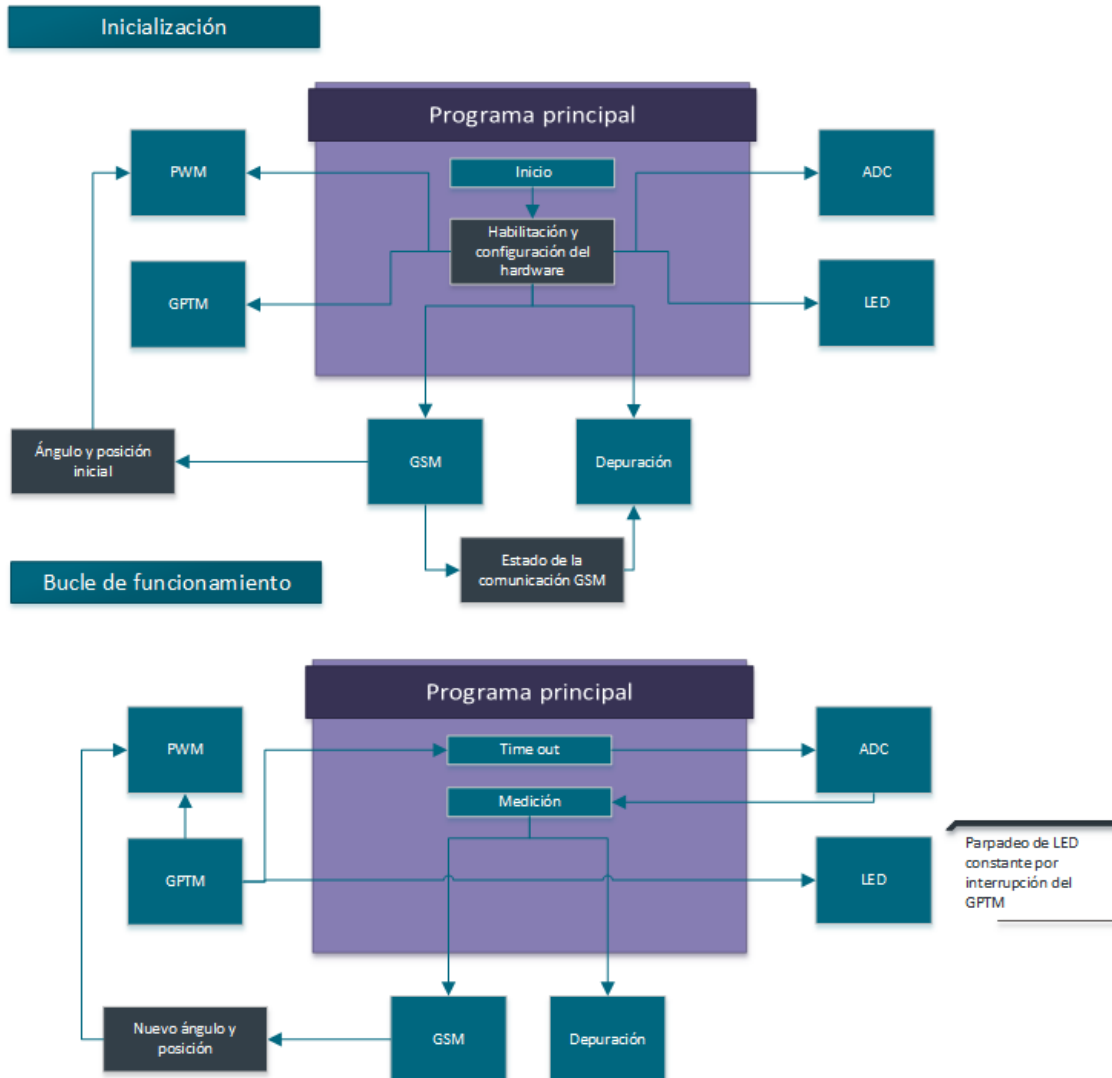 Inicialización
Programa principal
PWM
Inicio
ADC
Habilitación y
configuración del
hardware
GPTM
LED
Ángulo y posición
inicial
GSM
Depuración
Estado de la
comunicación GSM
Bucle de funcionamiento
Programa principal
PWM
Time out
ADC
Medición
GPTM
LED
Parpadeo de LED
constante por
interrupción del
GPTM
Nuevo ángulo y
posición
GSM
Depuración